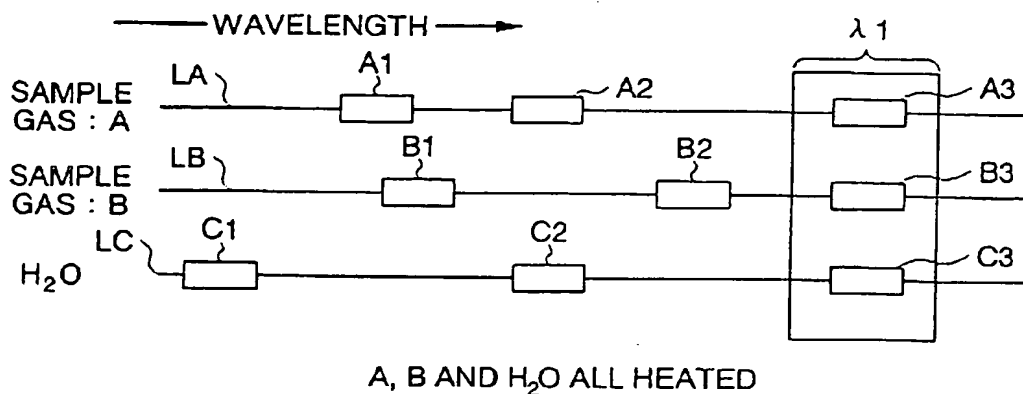 WAVELENGTH
λ 1
SAMPLE GAS : A
LA
A1
A2
A3
SAMPLE GAS : B
LB
B1
B2
B3
H₂O
LC
C1
C2
C3
A, B AND H₂O ALL HEATED